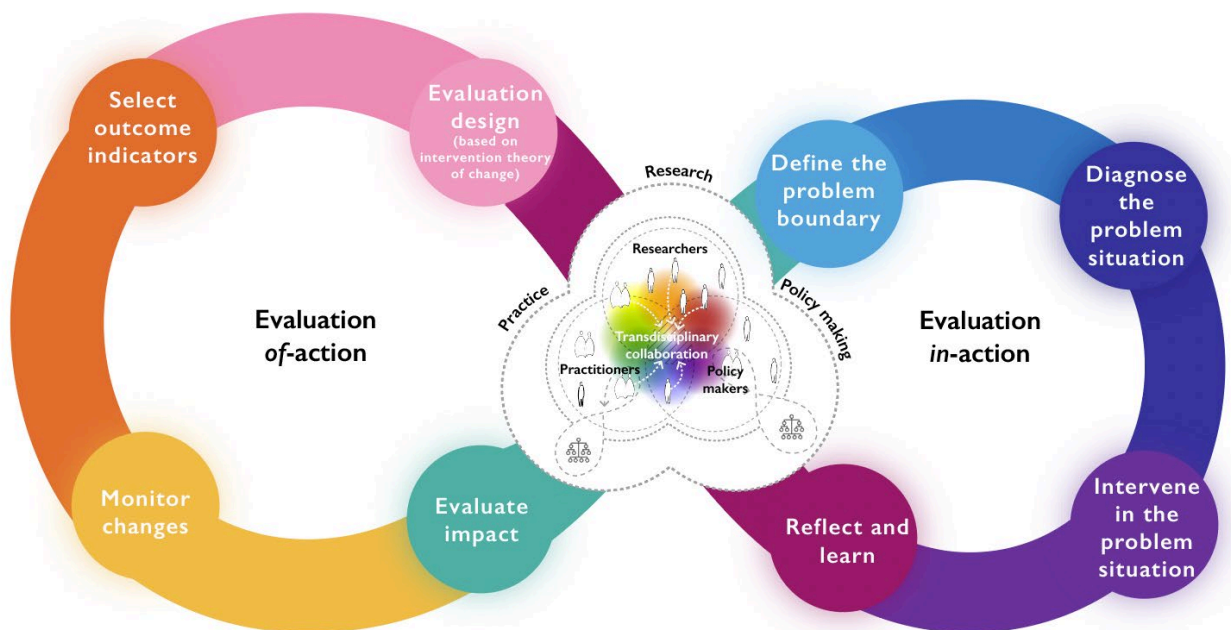 Select
outcome
indicators
Evaluation
design
(based on
intervention theory
of change)
Evaluation
of-action
Monitor
changes
Evaluate
impact
Research
Practice
Policy making
Researchers
Transdisciplinary
collaboration
Practitioners
Policy
makers
Define the
problem
boundary
Diagnose
the
problem
situation
Evaluation
in-action
Intervene
in the
problem
situation
Reflect and
learn